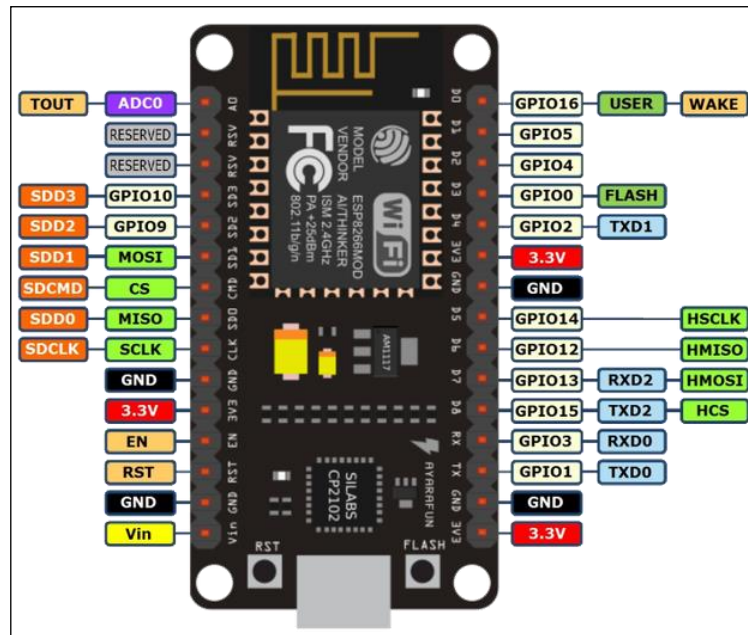 TOUT ADC0 A0 D0 GPIO16 USER WAKE
RESERVED RSV D1 GPIO5
RESERVED RSV D2 GPIO4
SDD3 GPIO10 SD3 D3 GPIO0 FLASH
SDD2 GPIO9 SD2 D4 GPIO2 TXD1
SDD1 MOSI SD1 3V3 3.3V
SDCMD CS CMD GND GND
SDD0 MISO SD0 D5 GPIO14 HSCLK
SDCLK SCLK CLK D6 GPIO12 HMISO
GND GND D7 GPIO13 RXD2 HMOSI
3.3V 3V3 D8 GPIO15 TXD2 HCS
EN EN RX GPIO3 RXD0
RST RST TX GPIO1 TXD0
GND GND GND GND
Vin Vin 3V3 3.3V
MODEL ESP8266MOD
VENDOR AI/THINKER
ISM 2.4GHz
PA +25dBm
802.11b/g/n
FC
Wi Fi
AM1117
SILABS
CP2102
AYARAFUN
RST
FLASH